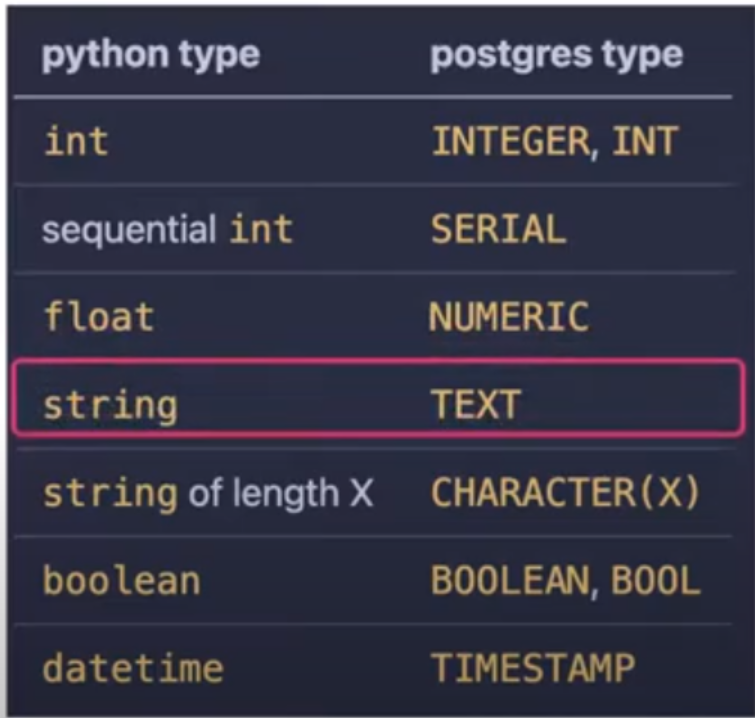 python type postgres type
int INTEGER, INT
sequential int SERIAL
float NUMERIC
string TEXT
string of length X CHARACTER(X)
boolean BOOLEAN, BOOL
datetime TIMESTAMP